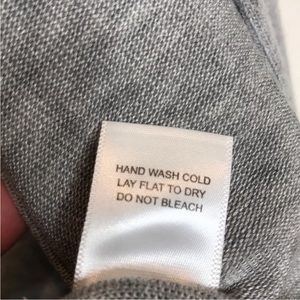 HAND WASH COLD
LAY FLAT TO DRY
DO NOT BLEACH